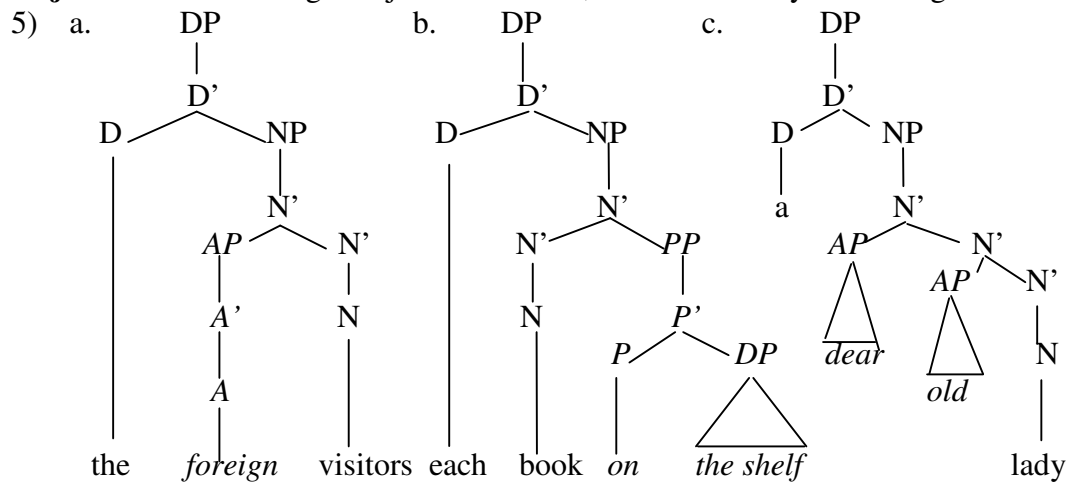 5) a. DP b. DP c. DP
D’ D’ D’
D NP D NP D NP
N’ N’ a N’
AP N’ N’ PP AP N’
AP N’
A’ N N P’
P DP dear N
A old
the foreign visitors each book on the shelf lady